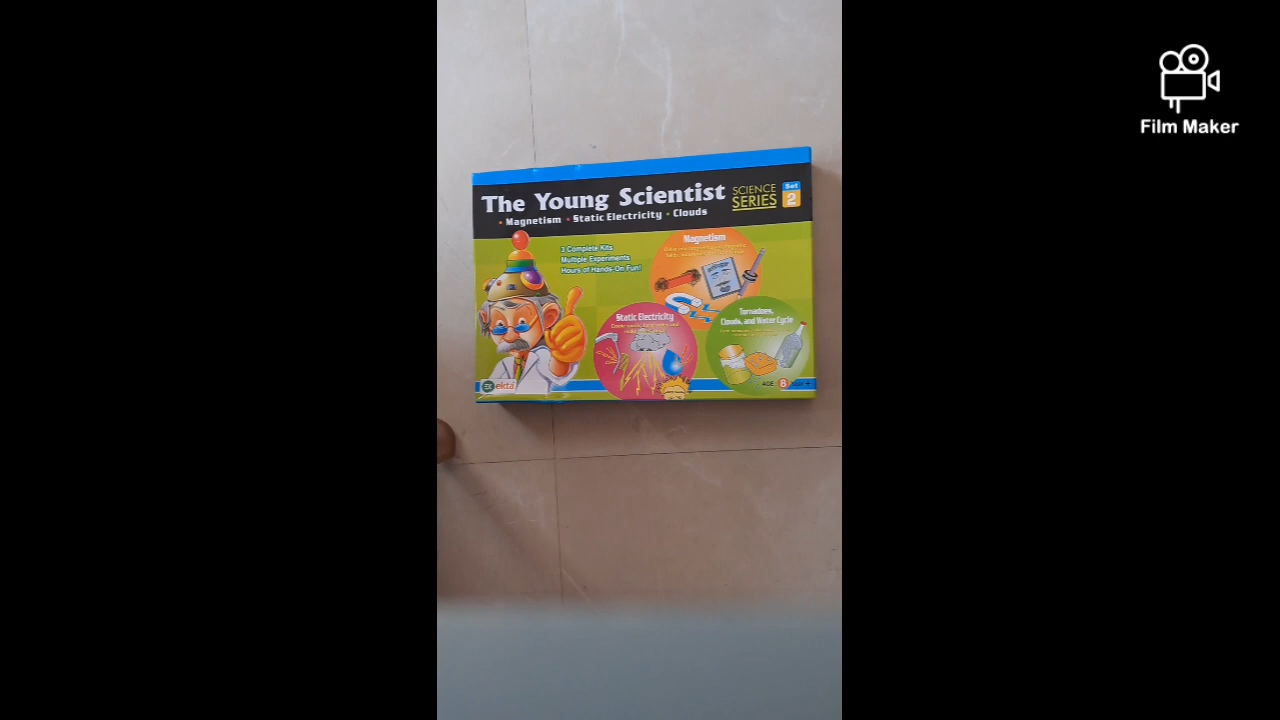 Film Maker
The Young Scientist
SCIENCE
SERIES
Set
2
• Magnetism • Static Electricity • Clouds
3 Complete Kits
Multiple Experiments
Hours of Hands-On Fun!
Magnetism
Static Electricity
Tornadoes,
Clouds, and Water Cycle
ekta
AGE: 8